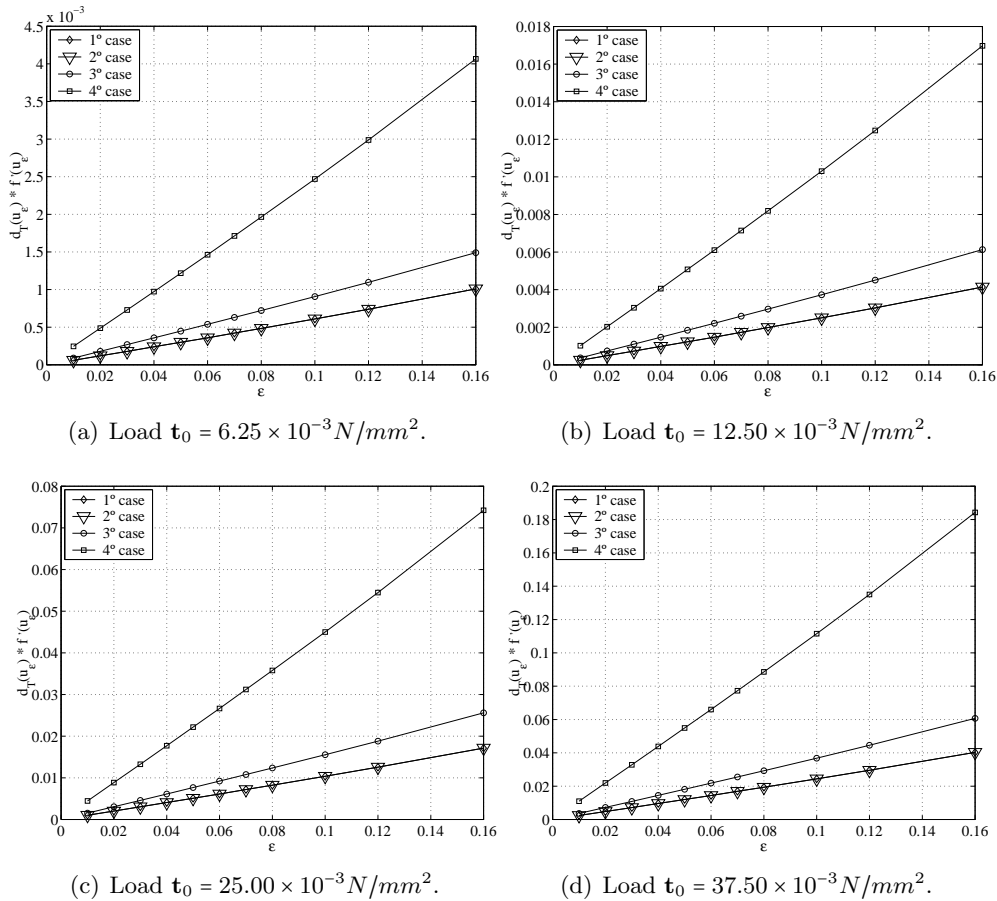 x 10⁻³
4.5
4
3.5
3
2.5
2
1.5
1
0.5
0
d_T(u_ε) * f '(u_ε)
1º case
2º case
3º case
4º case
0 0.02 0.04 0.06 0.08 0.1 0.12 0.14 0.16
ε
(a) Load t₀ = 6.25 × 10⁻³N/mm².
0.018
0.016
0.014
0.012
0.01
0.008
0.006
0.004
0.002
0
d_T(u_ε) * f '(u_ε)
1º case
2º case
3º case
4º case
0 0.02 0.04 0.06 0.08 0.1 0.12 0.14 0.16
ε
(b) Load t₀ = 12.50 × 10⁻³N/mm².
0.08
0.07
0.06
0.05
0.04
0.03
0.02
0.01
0
d_T(u_ε) * f '(u_ε)
1º case
2º case
3º case
4º case
0 0.02 0.04 0.06 0.08 0.1 0.12 0.14 0.16
ε
(c) Load t₀ = 25.00 × 10⁻³N/mm².
0.2
0.18
0.16
0.14
0.12
0.1
0.08
0.06
0.04
0.02
0
d_T(u_ε) * f '(u_ε)
1º case
2º case
3º case
4º case
0 0.02 0.04 0.06 0.08 0.1 0.12 0.14 0.16
ε
(d) Load t₀ = 37.50 × 10⁻³N/mm².